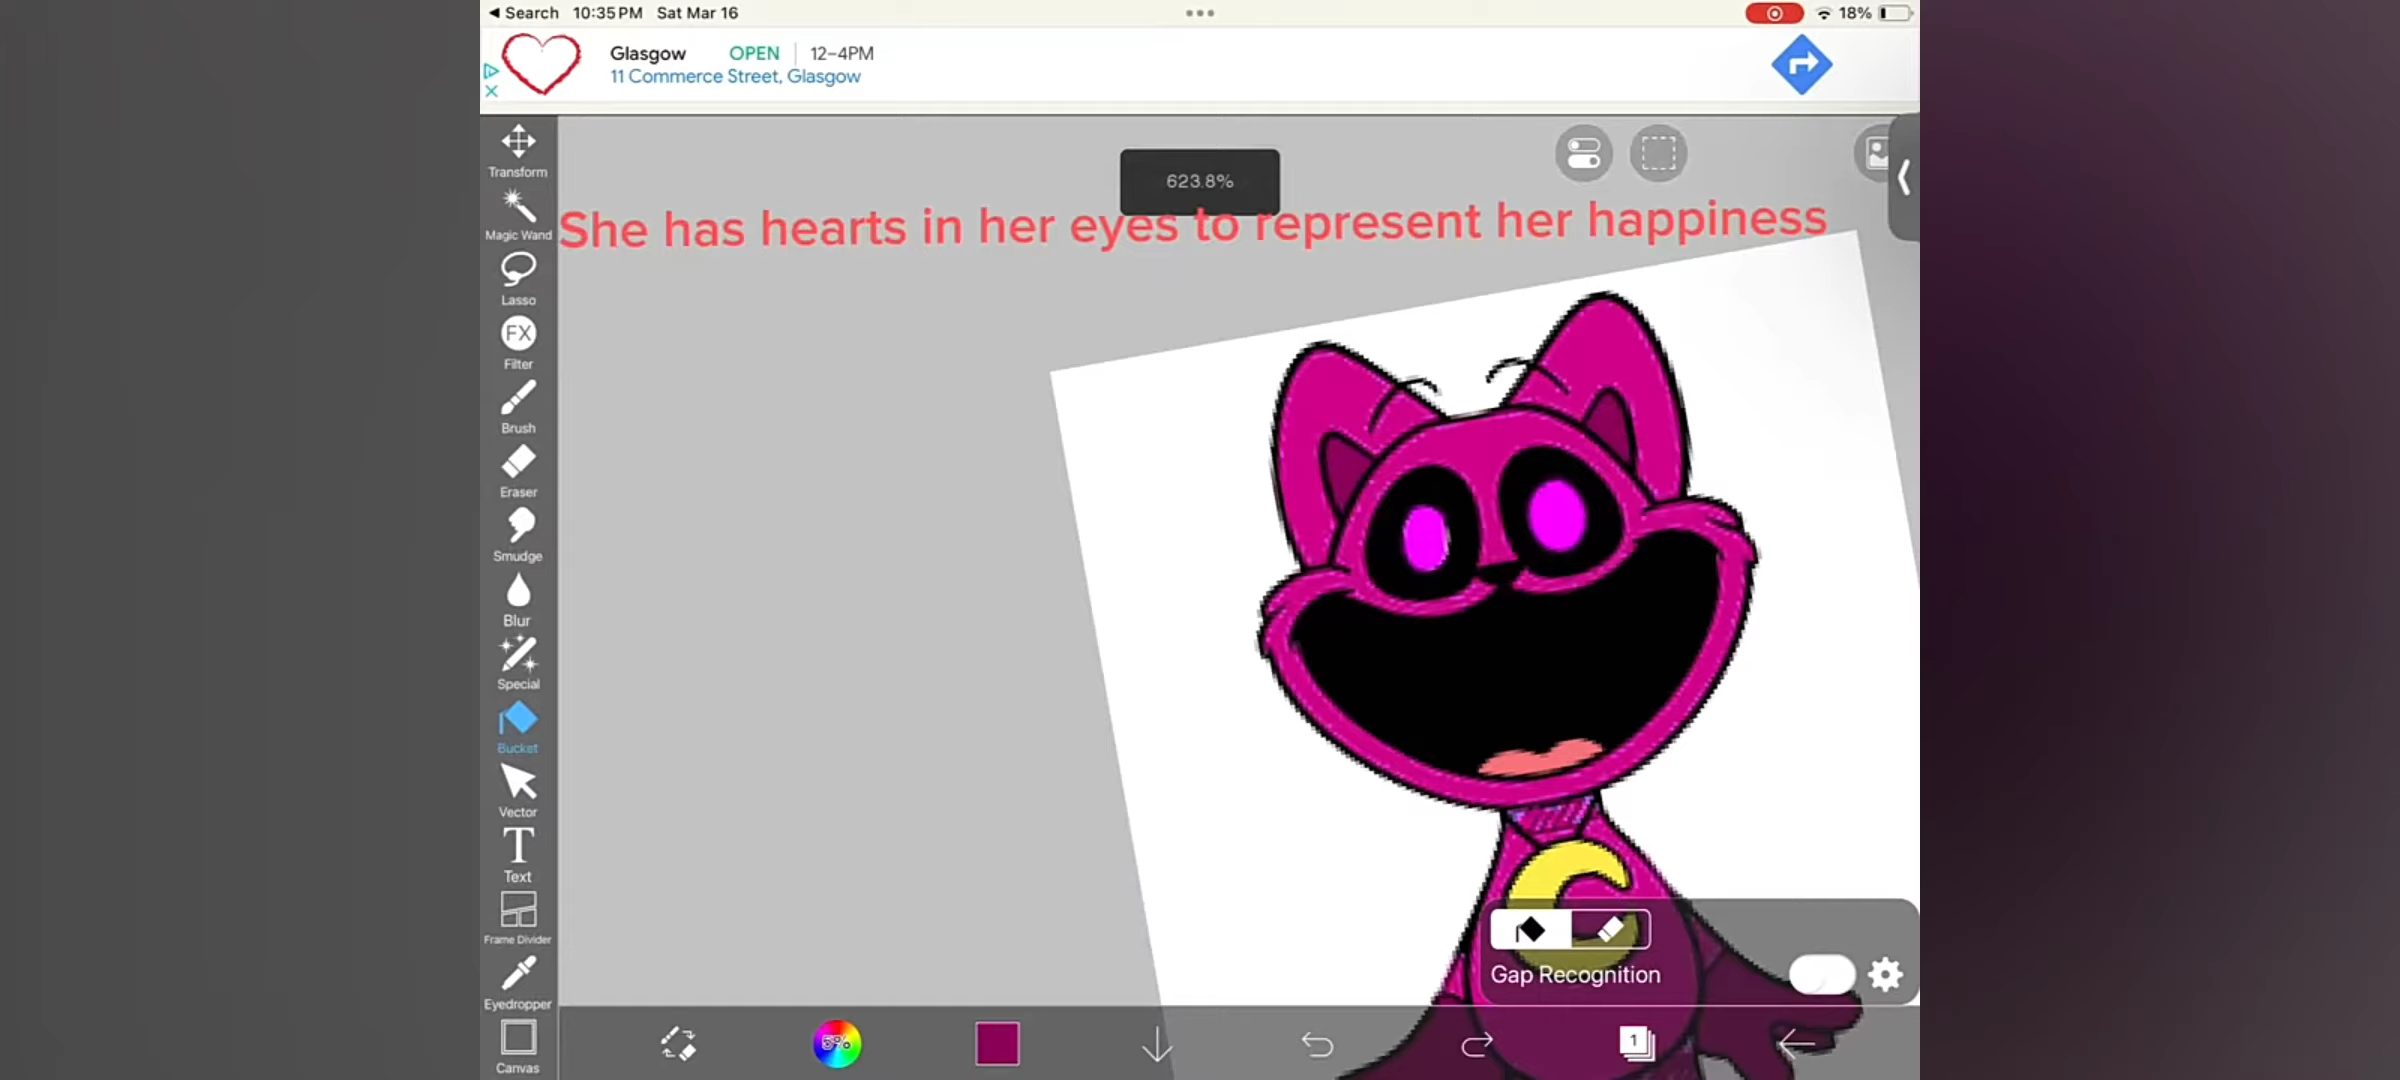 ◀ Search 10:35 PM Sat Mar 16
18%
Glasgow OPEN 12–4PM
11 Commerce Street, Glasgow
623.8%
She has hearts in her eyes to represent her happiness
Transform
Magic Wand
Lasso
FX
Filter
Brush
Eraser
Smudge
Blur
Special
Bucket
Vector
T
Text
Frame Divider
Eyedropper
Canvas
Gap Recognition
5%
1